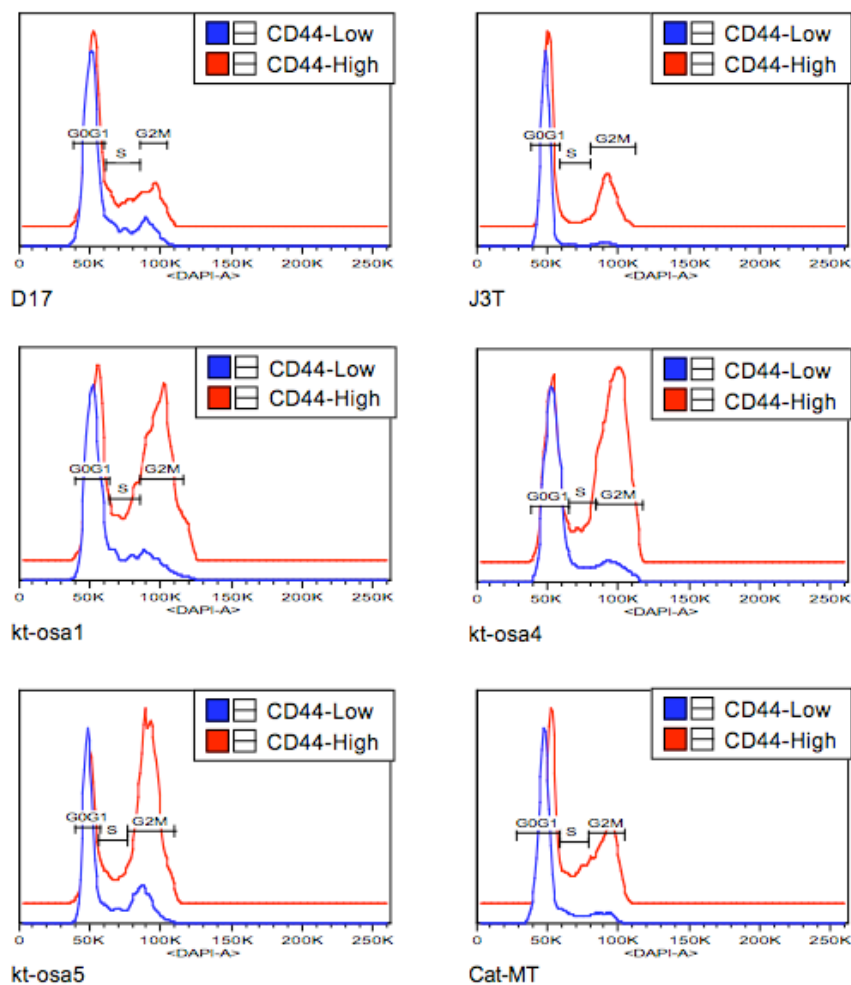 CD44-Low
CD44-High
G0G1
S
G2M
0 50K 100K 150K 200K 250K
<DAPI-A>
D17
CD44-Low
CD44-High
G0G1
S
G2M
0 50K 100K 150K 200K 250K
<DAPI-A>
J3T
CD44-Low
CD44-High
G0G1
S
G2M
0 50K 100K 150K 200K 250K
<DAPI-A>
kt-osa1
CD44-Low
CD44-High
G0G1
S
G2M
0 50K 100K 150K 200K 250K
<DAPI-A>
kt-osa4
CD44-Low
CD44-High
G0G1
S
G2M
0 50K 100K 150K 200K 250K
<DAPI-A>
kt-osa5
CD44-Low
CD44-High
G0G1
S
G2M
0 50K 100K 150K 200K 250K
<DAPI-A>
Cat-MT